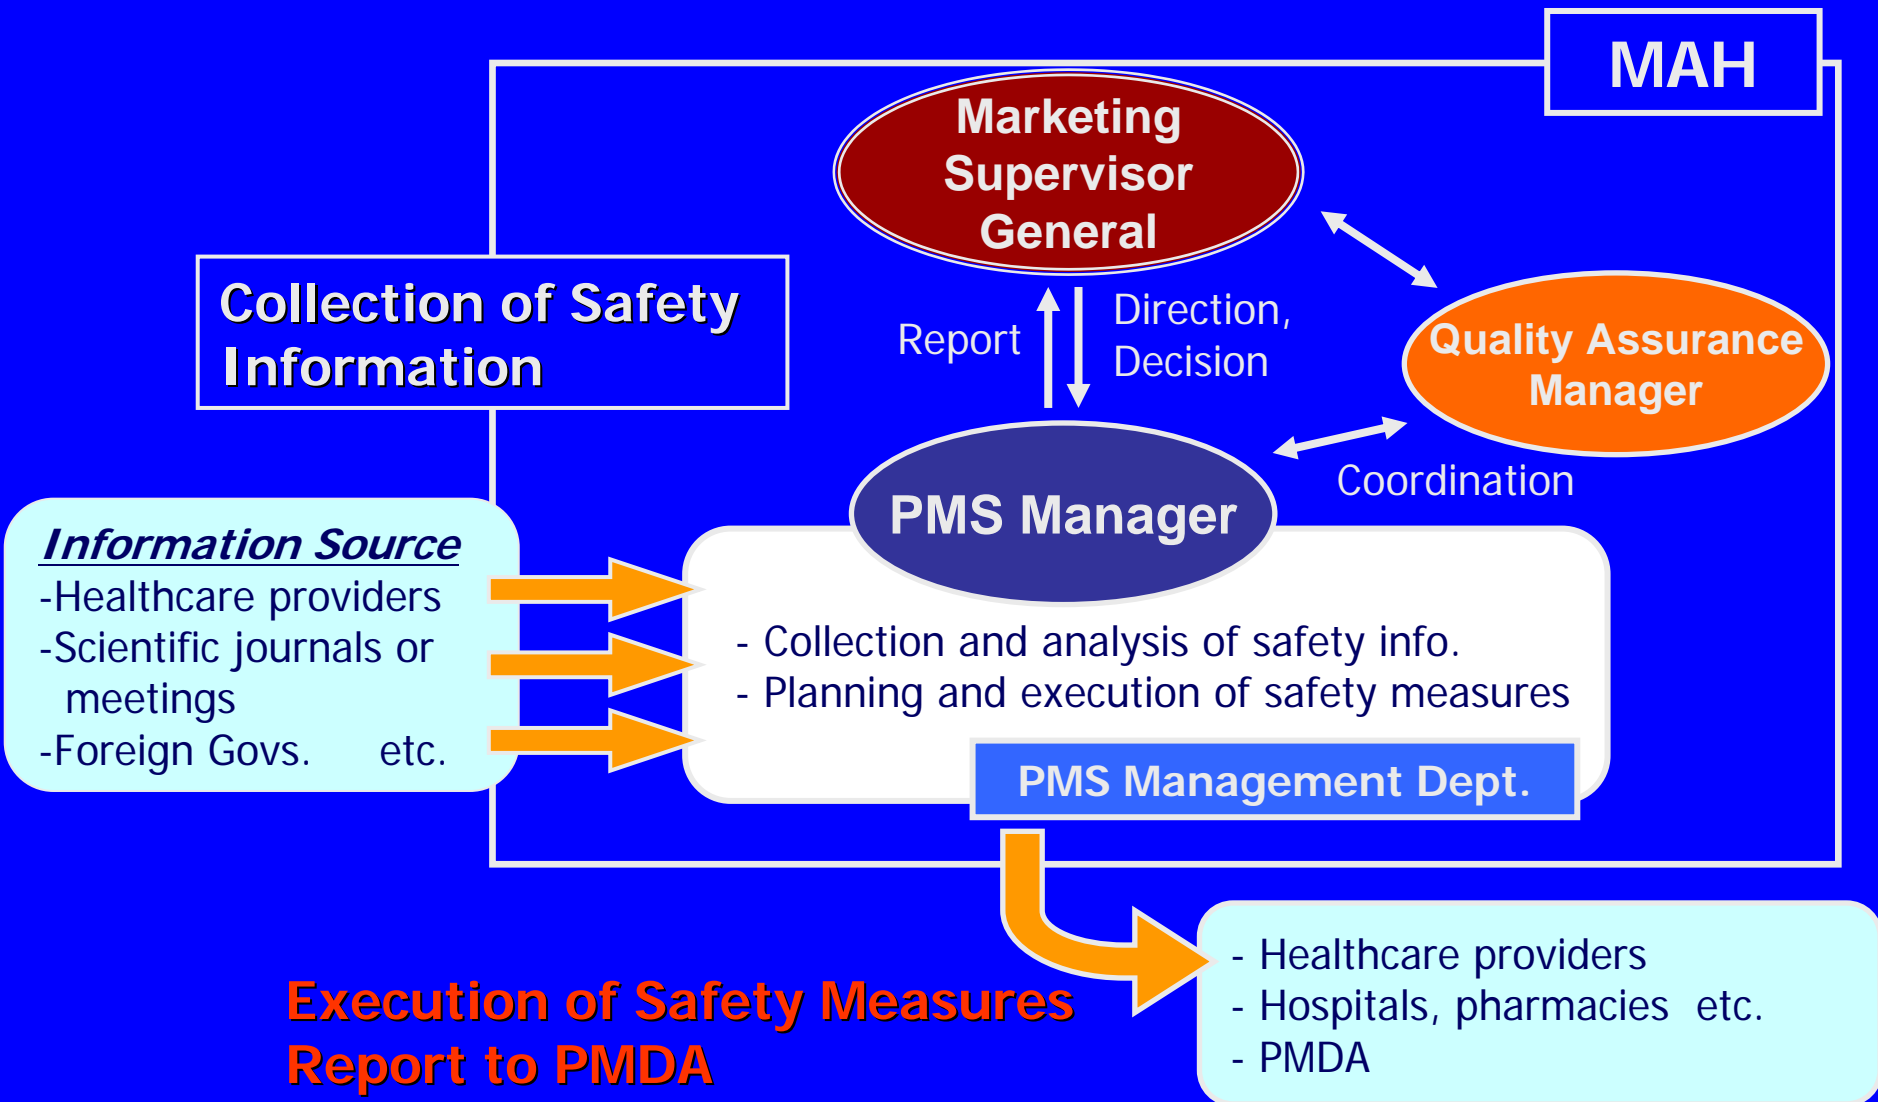 MAH
Marketing
Supervisor
General
Collection of Safety
Information
Report
Direction,
Decision
Quality Assurance
Manager
Coordination
PMS Manager
Information Source
-Healthcare providers
-Scientific journals or
meetings
-Foreign Govs. etc.
- Collection and analysis of safety info.
- Planning and execution of safety measures
PMS Management Dept.
Execution of Safety Measures
Report to PMDA
- Healthcare providers
- Hospitals, pharmacies etc.
- PMDA